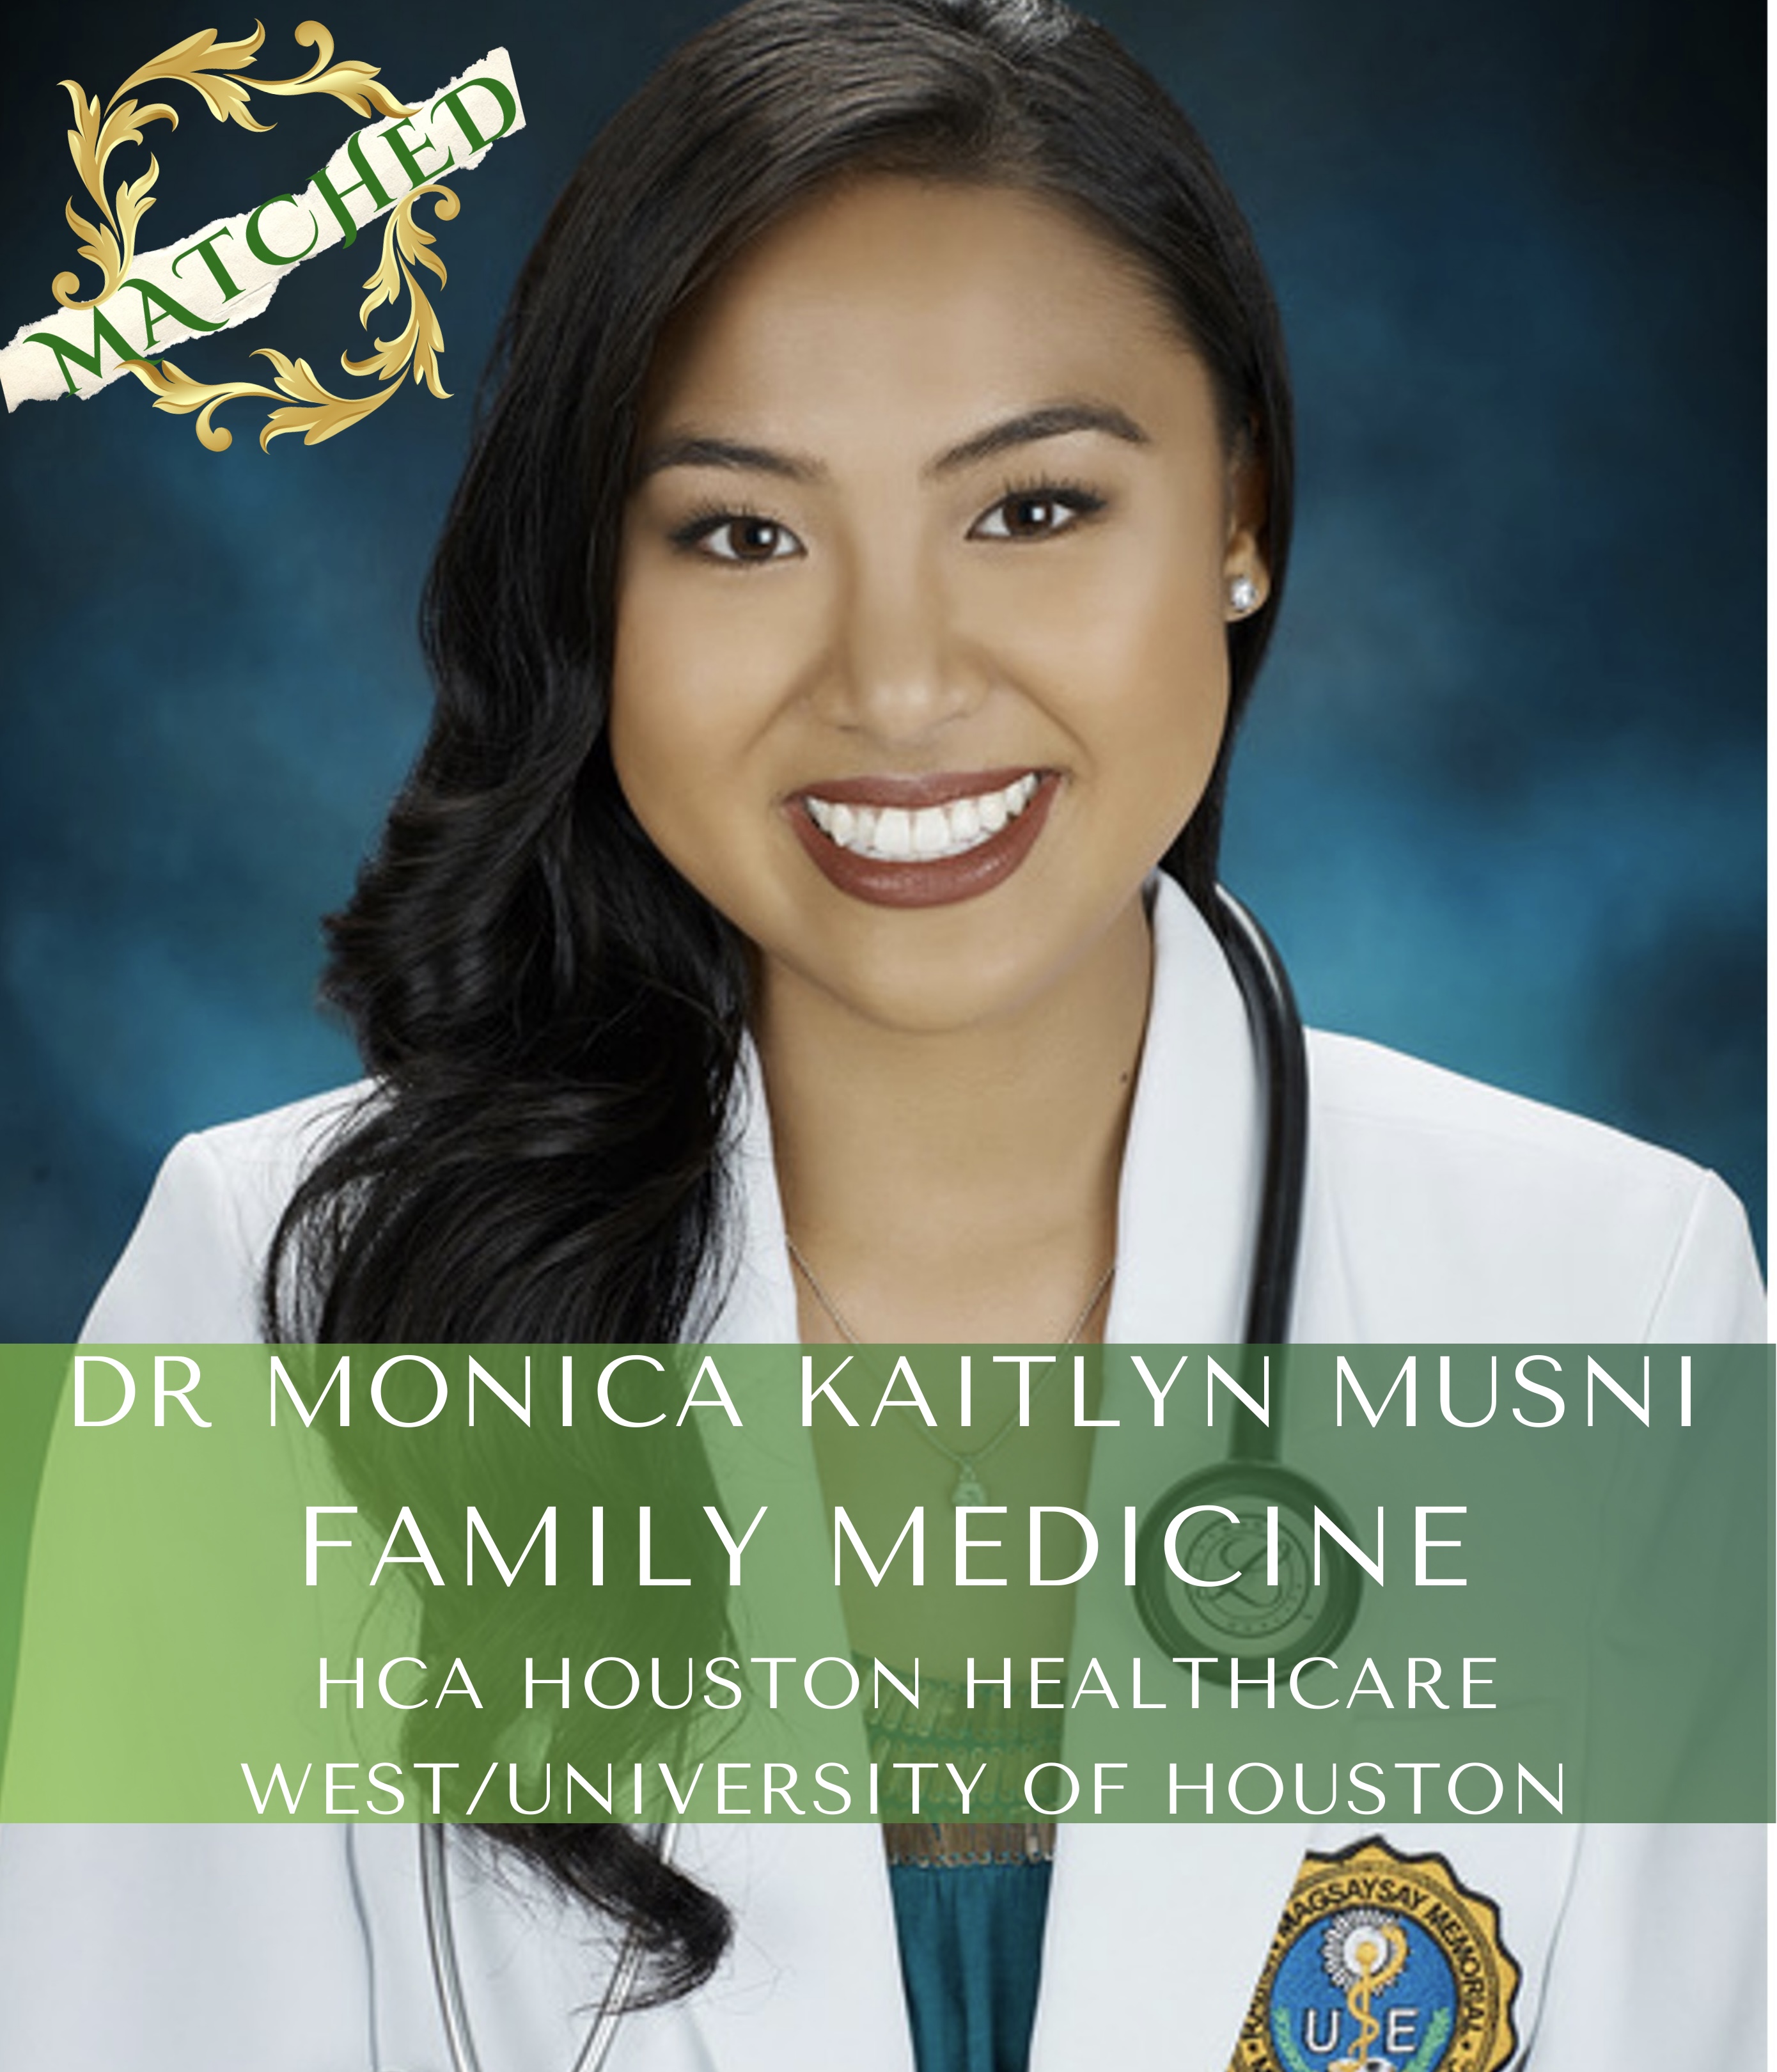 MATCHED
DR MONICA KAITLYN MUSNI
FAMILY MEDICINE
HCA HOUSTON HEALTHCARE
WEST/UNIVERSITY OF HOUSTON
MAGSAYSAY MEMORIAL
U E